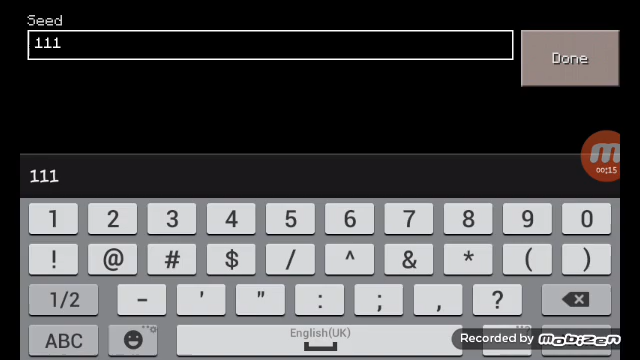 Seed
111
Done
00:15
111
1 2 3 4 5 6 7 8 9 0
! @ # $ / ^ & * ( )
1/2 - ' " : ; , ?
ABC English(UK)
Recorded by mobizen